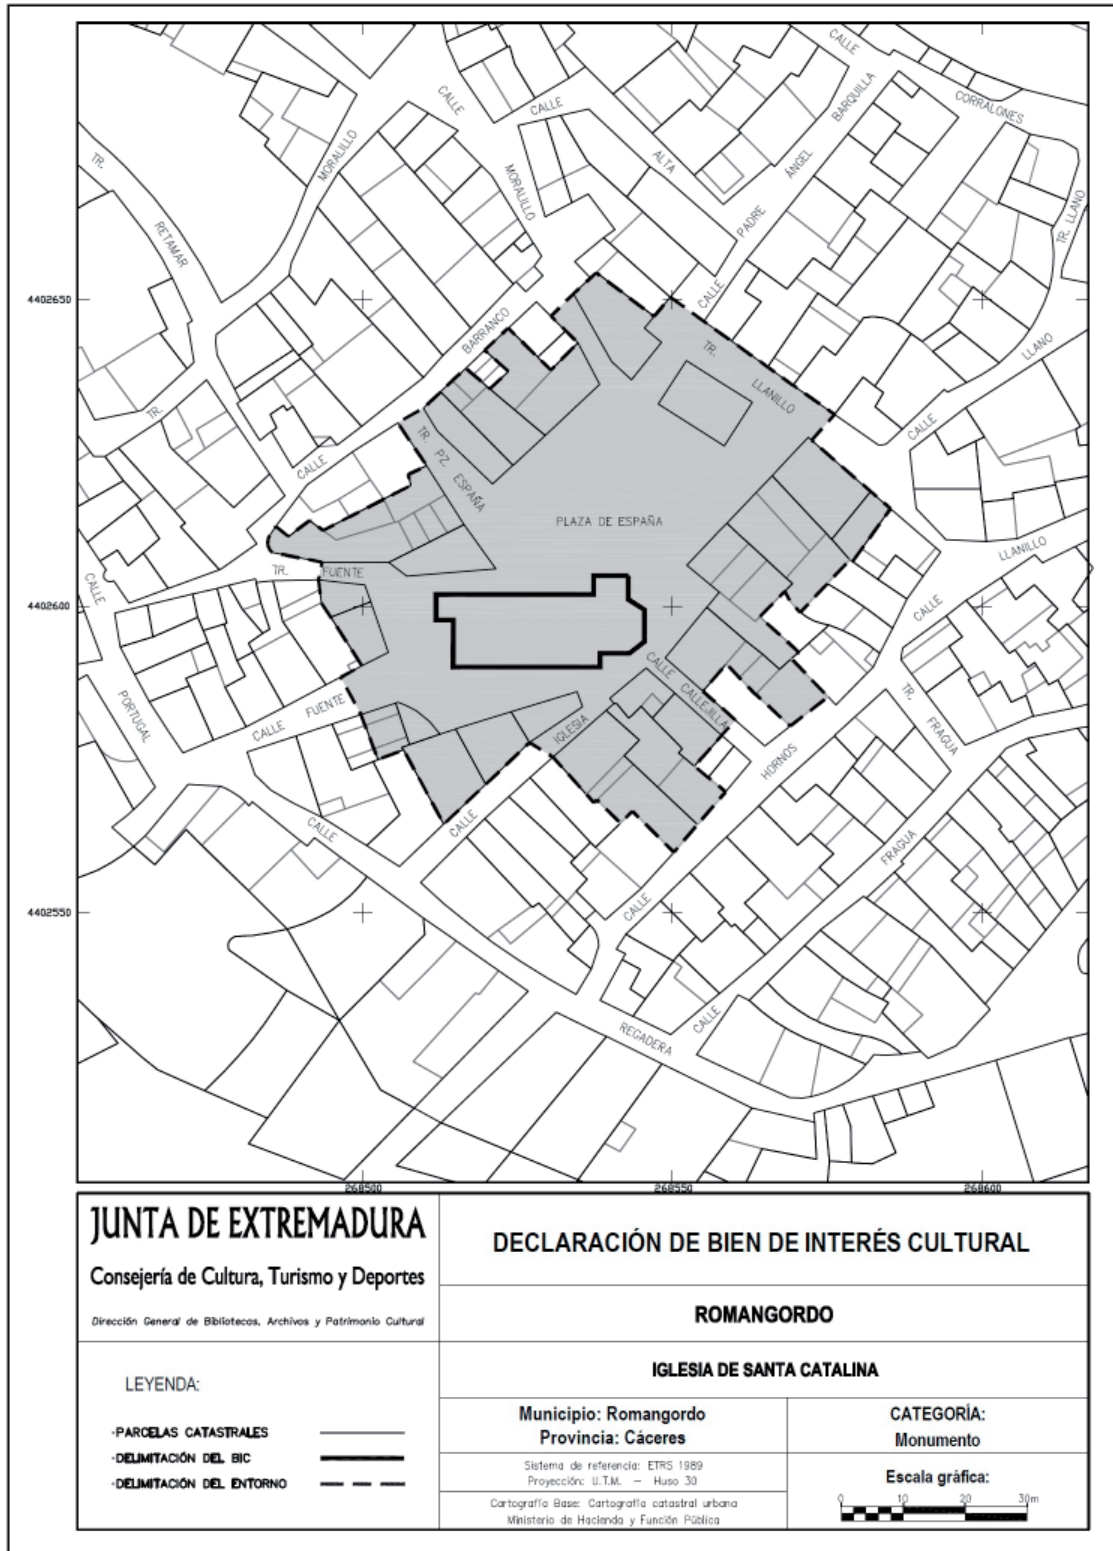 CALLE
CORRALONES
CALLE
MORALILLO
CALLE
ALTA
BARQUILLA
ANGEL
PADRE
CALLE
TR.
RETAMAR
MORALILLO
TR. LLANO
4402650
BARRANCO
CALLE
TR.
LLANILLO
LLANO
CALLE
TR.
CALLE
TR. PZ. ESPAÑA
PLAZA DE ESPAÑA
LLANILLO
CALLE
CALLE
TR. FUENTE
4402600
PORTUGAL
CALLE FUENTE
CALLE CALLEJILLA
IGLESIA
CALLE
TR. FRAGUA
HORNOS
CALLE
FRAGUA
CALLE
CALLE
4402550
REGADERA
268500
268550
268600
JUNTA DE EXTREMADURA
Consejería de Cultura, Turismo y Deportes
Dirección General de Bibliotecas, Archivos y Patrimonio Cultural
DECLARACIÓN DE BIEN DE INTERÉS CULTURAL
ROMANGORDO
IGLESIA DE SANTA CATALINA
LEYENDA:
-PARCELAS CATASTRALES
-DELIMITACIÓN DEL BIC
-DELIMITACIÓN DEL ENTORNO
Municipio: Romangordo
Provincia: Cáceres
CATEGORÍA:
Monumento
Sistema de referencia: ETRS 1989
Proyección: U.T.M. – Huso 30
Cartografía Base: Cartografía catastral urbana
Ministerio de Hacienda y Función Pública
Escala gráfica:
0 10 20 30m